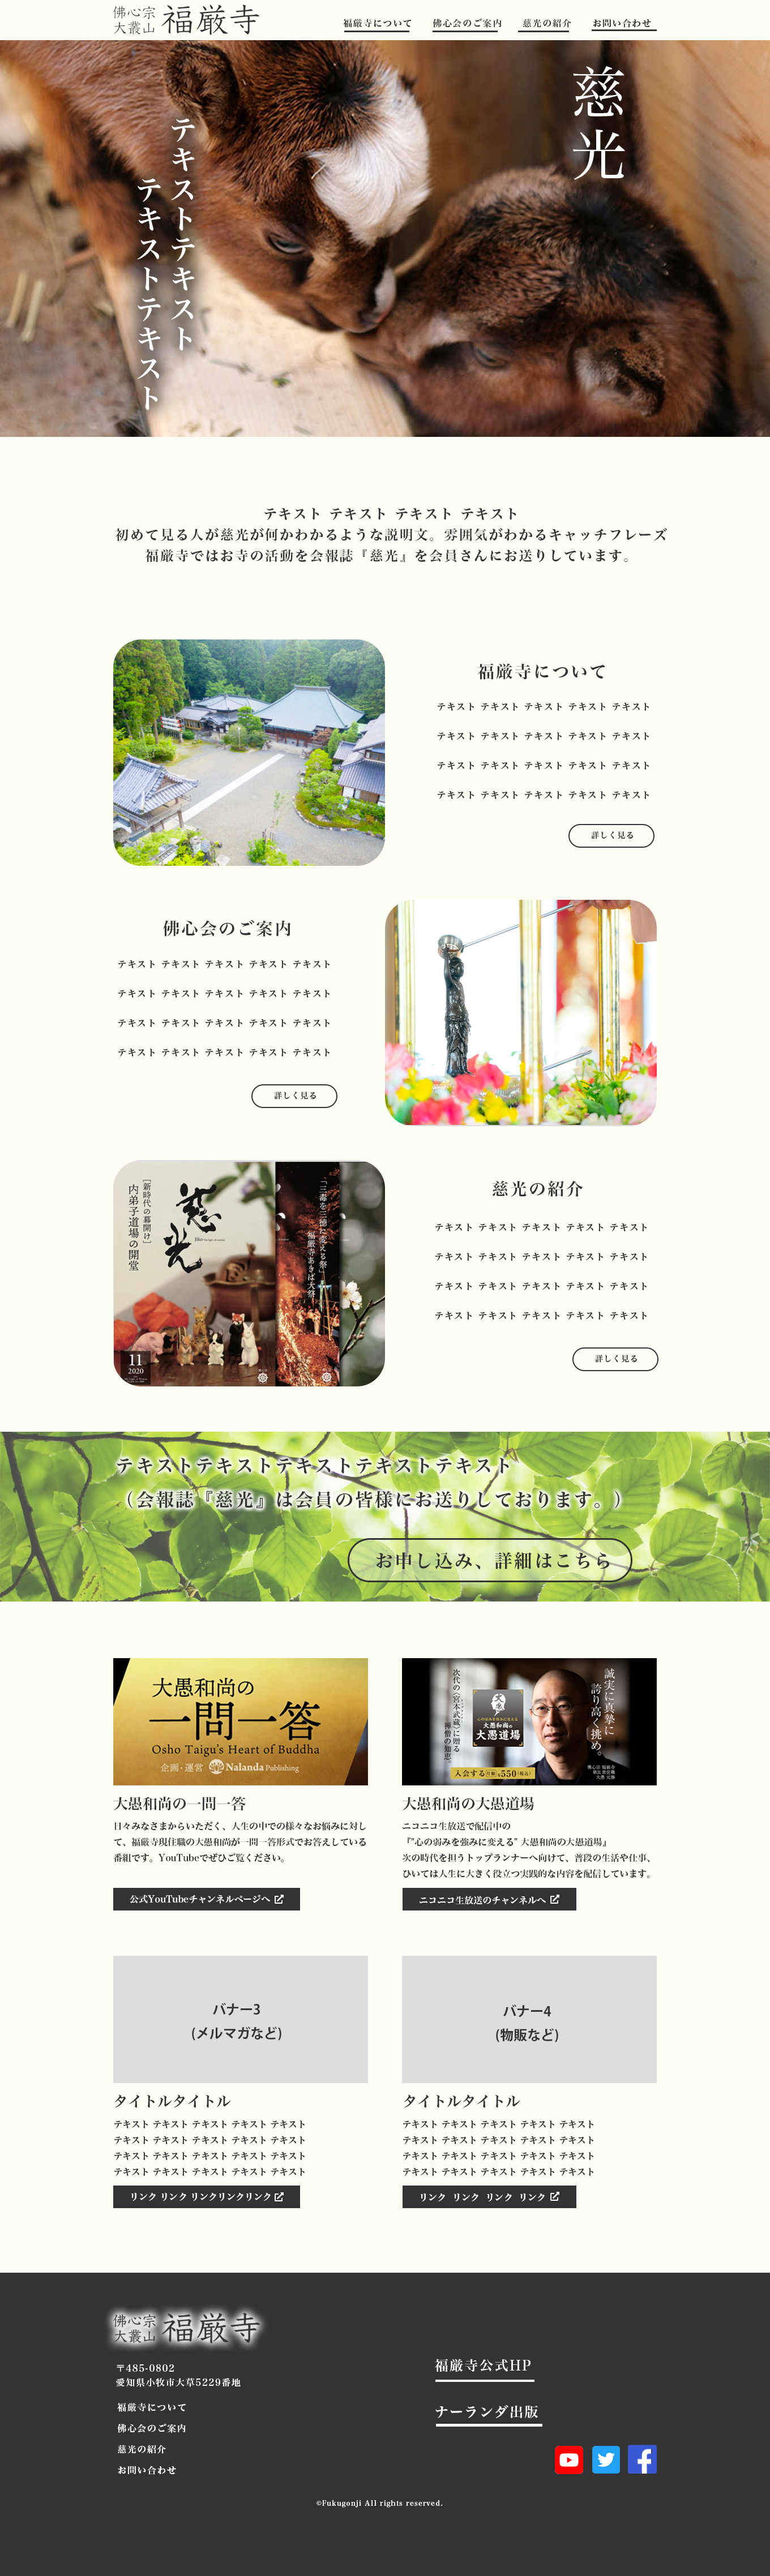 佛心宗
大叢山
福厳寺
福厳寺について
佛心会のご案内
慈光の紹介
お問い合わせ
慈光
テキストテキスト
テキストテキスト
テキスト テキスト テキスト テキスト
初めて見る人が慈光が何かわかるような説明文。雰囲気がわかるキャッチフレーズ
福厳寺ではお寺の活動を会報誌『慈光』を会員さんにお送りしています。
福厳寺について
テキスト テキスト テキスト テキスト テキスト
テキスト テキスト テキスト テキスト テキスト
テキスト テキスト テキスト テキスト テキスト
テキスト テキスト テキスト テキスト テキスト
詳しく見る
佛心会のご案内
テキスト テキスト テキスト テキスト テキスト
テキスト テキスト テキスト テキスト テキスト
テキスト テキスト テキスト テキスト テキスト
テキスト テキスト テキスト テキスト テキスト
詳しく見る
慈光
[新時代の幕開け]
内弟子道場の開堂
「三毒を三徳に変える祭」
福厳寺あきば大祭
11
2020
慈光の紹介
テキスト テキスト テキスト テキスト テキスト
テキスト テキスト テキスト テキスト テキスト
テキスト テキスト テキスト テキスト テキスト
テキスト テキスト テキスト テキスト テキスト
詳しく見る
テキストテキストテキストテキストテキスト
（会報誌『慈光』は会員の皆様にお送りしております。）
お申し込み、詳細はこちら
大愚和尚の
一問一答
Osho Taigu's Heart of Buddha
企画・運営 Nalanda Publishing
大愚和尚の一問一答
日々みなさまからいただく、人生の中での様々なお悩みに対し
て、福厳寺現住職の大愚和尚が一問一答形式でお答えしている
番組です。YouTubeでぜひご覧ください。
公式YouTubeチャンネルページへ
誠実に真摯に
誇り高く挑め。
次代の〈宮本武蔵〉に贈る
禅僧の知恵。
心の弱みを強みに変える
大愚和尚の
大愚道場
入会する 月額 ¥550（税込）
大愚和尚の大愚道場
ニコニコ生放送で配信中の
『"心の弱みを強みに変える" 大愚和尚の大愚道場』
次の時代を担うトップランナーへ向けて、普段の生活や仕事、
ひいては人生に大きく役立つ実践的な内容を配信しています。
ニコニコ生放送のチャンネルへ
バナー3
(メルマガなど)
タイトルタイトル
テキスト テキスト テキスト テキスト テキスト
テキスト テキスト テキスト テキスト テキスト
テキスト テキスト テキスト テキスト テキスト
テキスト テキスト テキスト テキスト テキスト
リンク リンク リンクリンクリンク
バナー4
(物販など)
タイトルタイトル
テキスト テキスト テキスト テキスト テキスト
テキスト テキスト テキスト テキスト テキスト
テキスト テキスト テキスト テキスト テキスト
テキスト テキスト テキスト テキスト テキスト
リンク リンク リンク リンク
佛心宗
大叢山
福厳寺
〒485-0802
愛知県小牧市大草5229番地
福厳寺について
佛心会のご案内
慈光の紹介
お問い合わせ
福厳寺公式HP
ナーランダ出版
©Fukugonji All rights reserved.